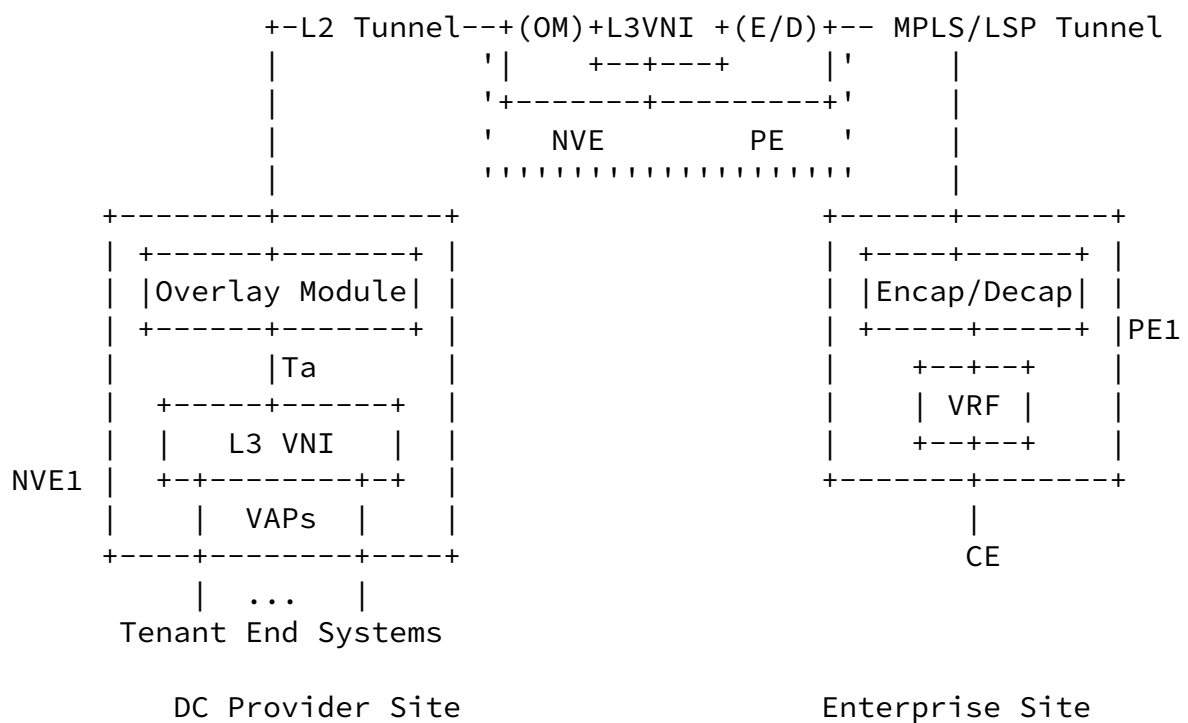 +-L2 Tunnel--+(OM)+L3VNI +(E/D)+-- MPLS/LSP Tunnel
NVE PE
Overlay Module Encap/Decap
PE1
Ta
VRF
L3 VNI
NVE1
VAPs
CE
...
Tenant End Systems
DC Provider Site Enterprise Site